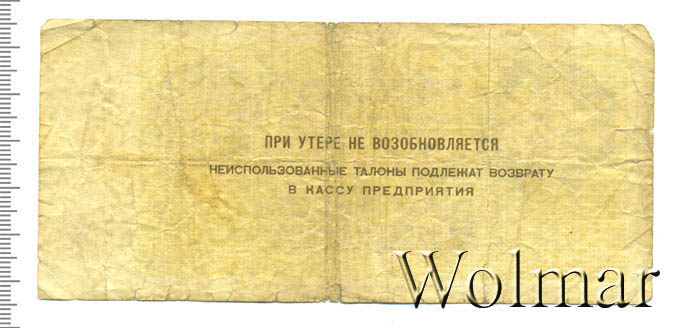 ПРИ УТЕРЕ НЕ ВОЗОБНОВЛЯЕТСЯ
НЕИСПОЛЬЗОВАННЫЕ ТАЛОНЫ ПОДЛЕЖАТ ВОЗВРАТУ
В КАССУ ПРЕДПРИЯТИЯ
Wolmar